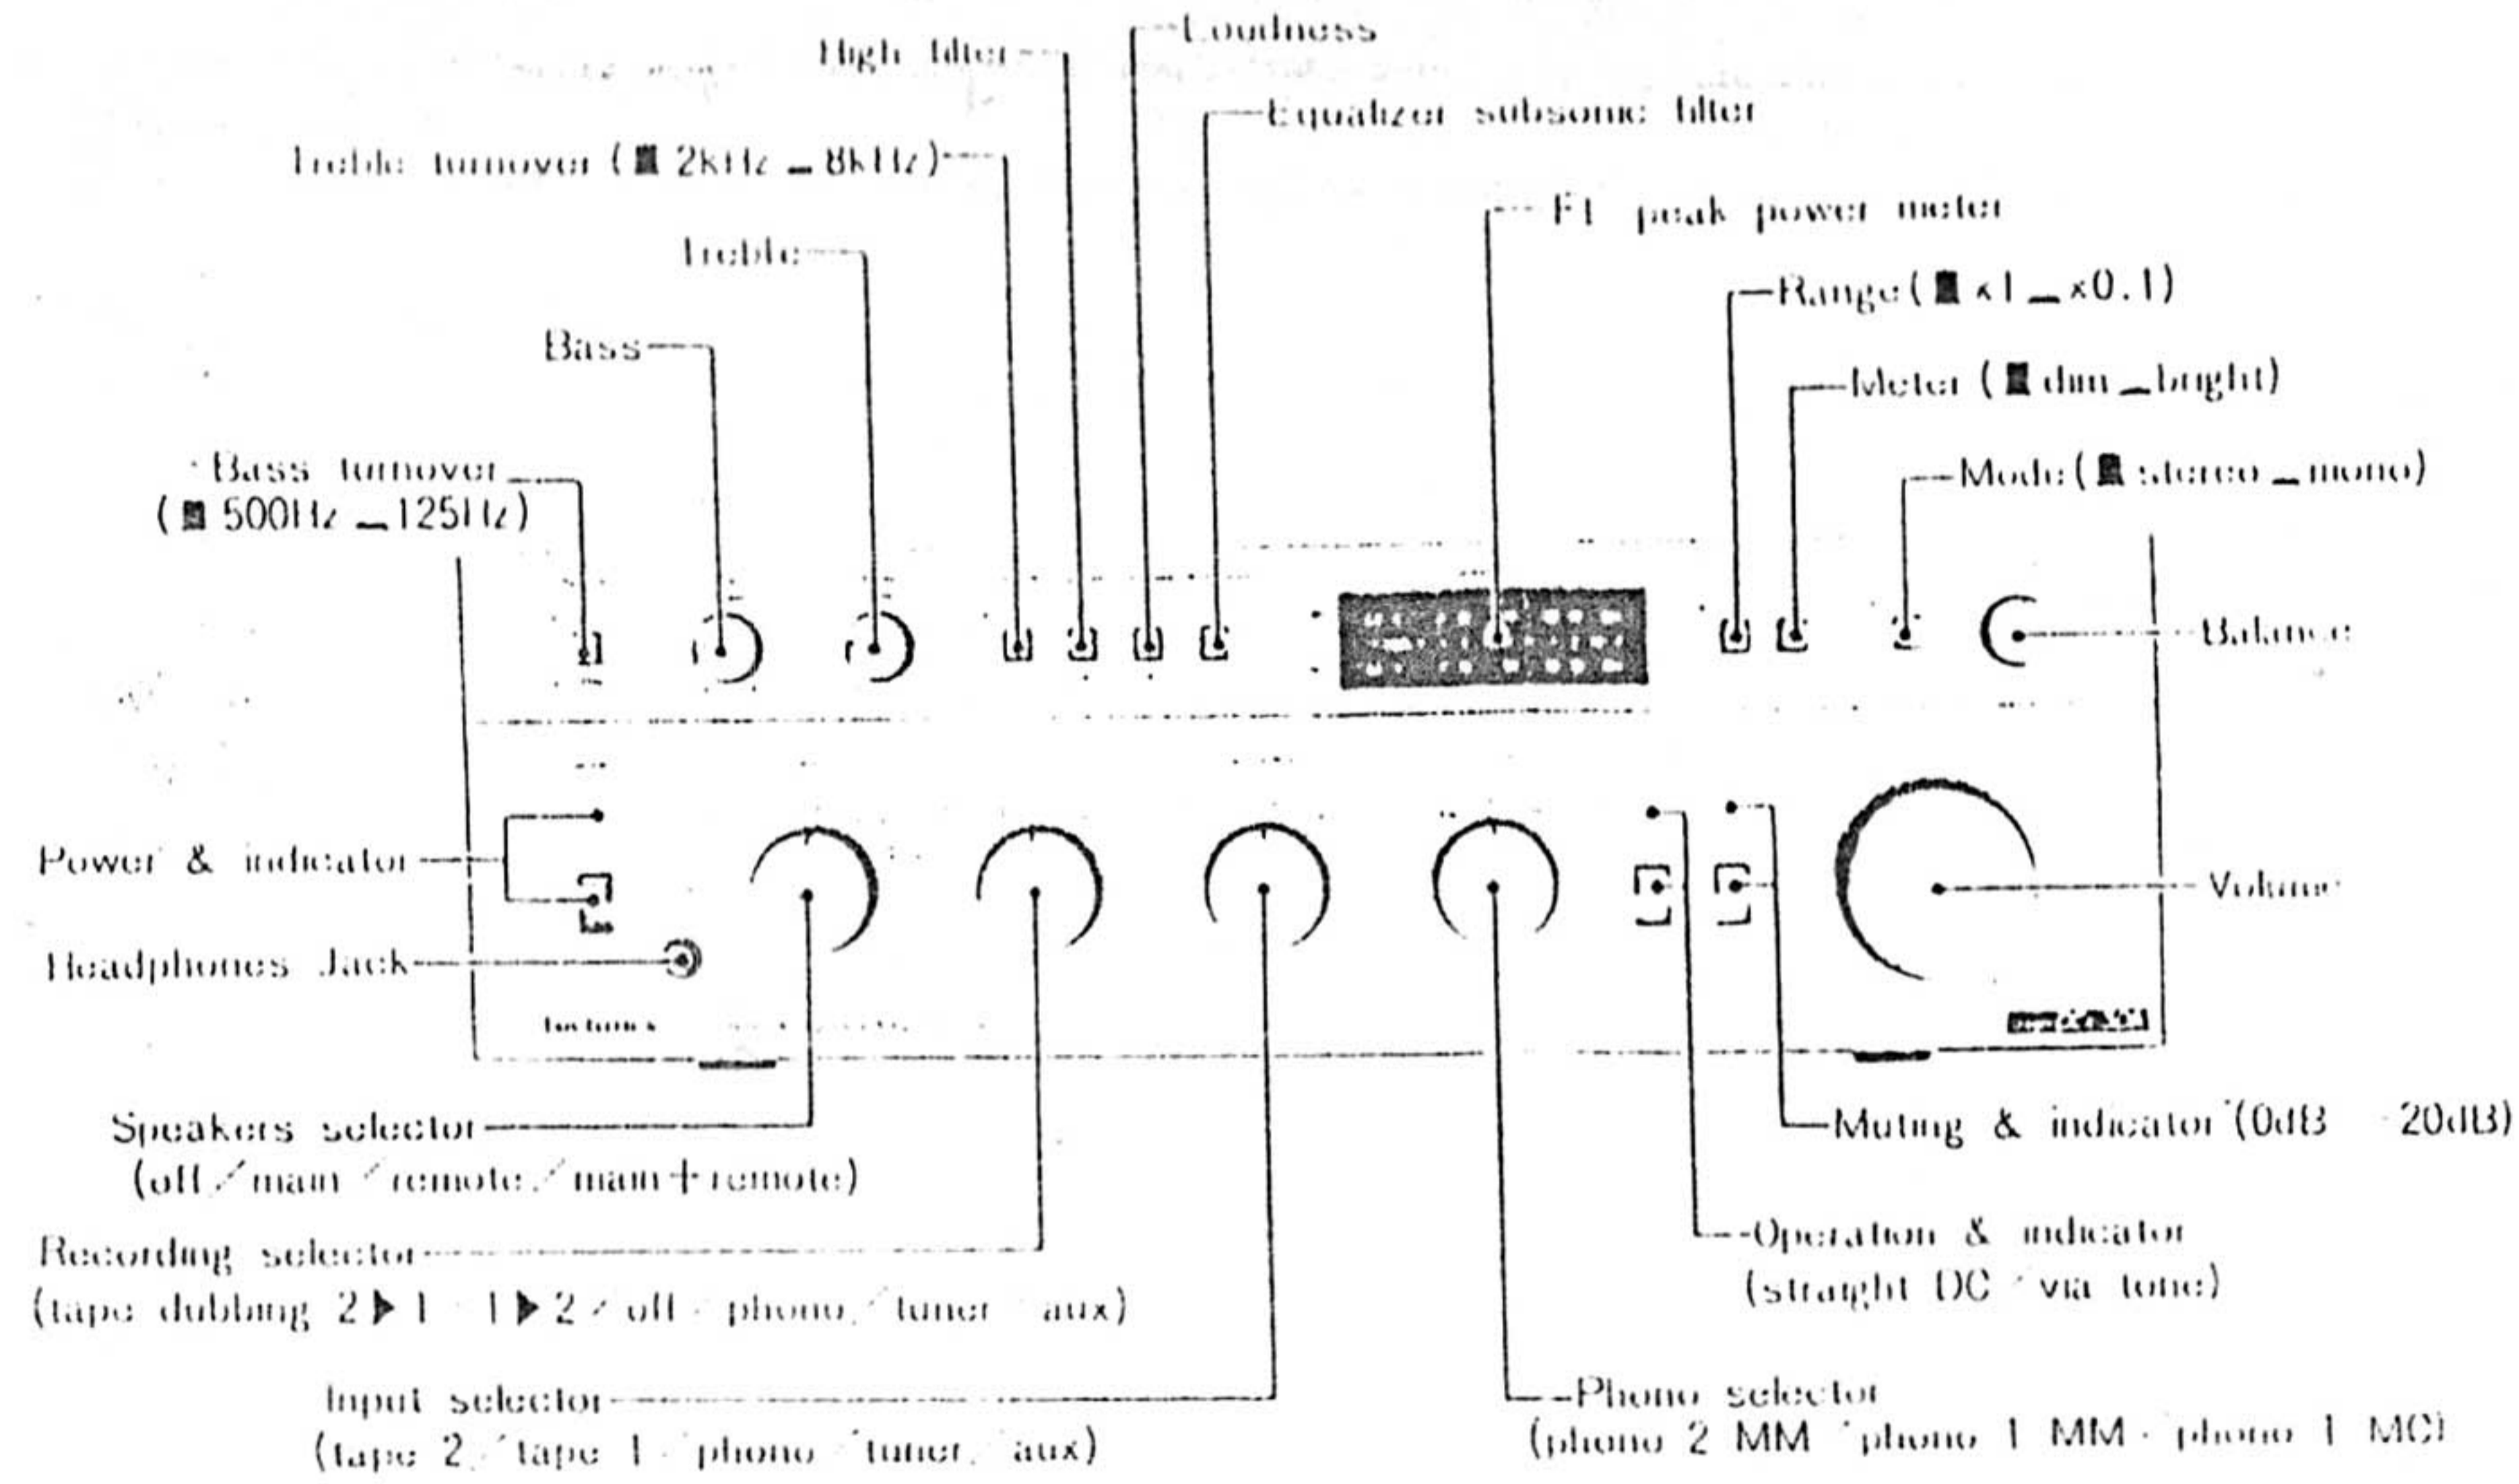 Loudness
High filter
Equalizer subsonic filter
Treble turnover (■ 2kHz ▬ 8kHz)
FL peak power meter
Treble
Range (■ ×1 ▬ ×0.1)
Bass
Meter (■ dim ▬ bright)
Bass turnover
(■ 500Hz ▬ 125Hz)
Mode (■ stereo ▬ mono)
Balance
Power & indicator
Volume
Headphones Jack
Technics
Speakers selector
(off / main / remote / main + remote)
Muting & indicator (0dB -20dB)
Recording selector
(tape dubbing 2▶1 1▶2 / off / phono / tuner / aux)
Operation & indicator
(straight DC / via tone)
Input selector
(tape 2 / tape 1 / phono / tuner / aux)
Phono selector
(phono 2 MM / phono 1 MM / phono 1 MC)